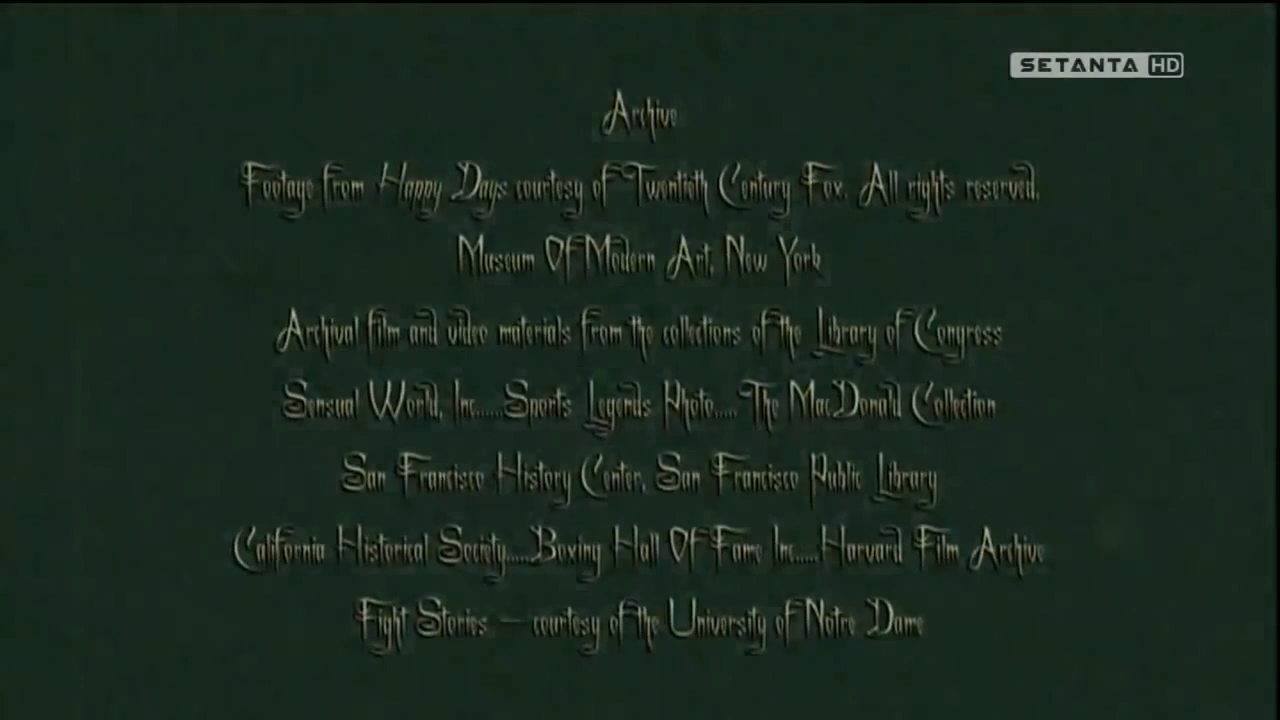 SETANTA HD
Archive
Footage from Happy Days courtesy of Twentieth Century Fox. All rights reserved.
Museum Of Modern Art, New York
Archival film and video materials from the collections of the Library of Congress
Sensual World, Inc.....Sports Legends Photo.....The MacDonald Collection
San Francisco History Center, San Francisco Public Library
California Historical Society.....Boxing Hall Of Fame Inc.....Harvard Film Archive
Fight Stories – courtesy of the University of Notre Dame